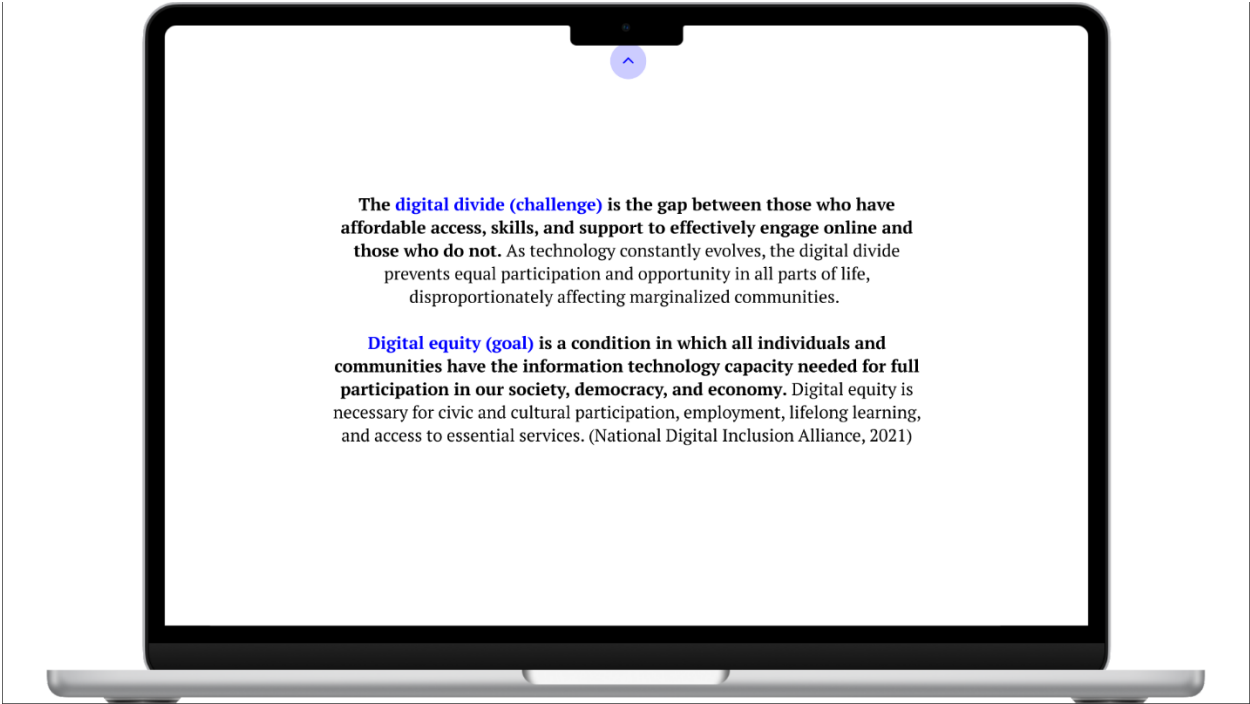 The digital divide (challenge) is the gap between those who have
affordable access, skills, and support to effectively engage online and
those who do not. As technology constantly evolves, the digital divide
prevents equal participation and opportunity in all parts of life,
disproportionately affecting marginalized communities.
Digital equity (goal) is a condition in which all individuals and
communities have the information technology capacity needed for full
participation in our society, democracy, and economy. Digital equity is
necessary for civic and cultural participation, employment, lifelong learning,
and access to essential services. (National Digital Inclusion Alliance, 2021)